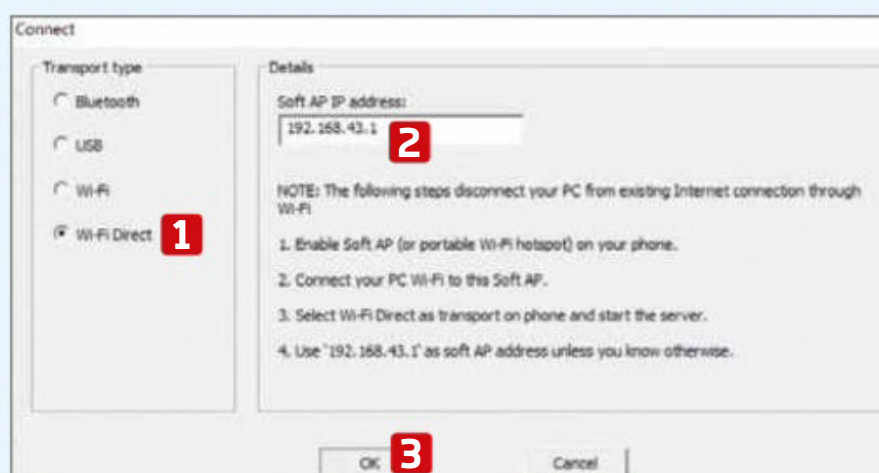 Connect
Transport type
Bluetooth
USB
Wi-Fi
Wi-Fi Direct 1
Details
Soft AP IP address:
192.168.43.1 2
NOTE: The following steps disconnect your PC from existing Internet connection through
Wi-Fi
1. Enable Soft AP (or portable Wi-Fi hotspot) on your phone.
2. Connect your PC Wi-Fi to this Soft AP.
3. Select Wi-Fi Direct as transport on phone and start the server.
4. Use '192.168.43.1' as soft AP address unless you know otherwise.
OK 3
Cancel